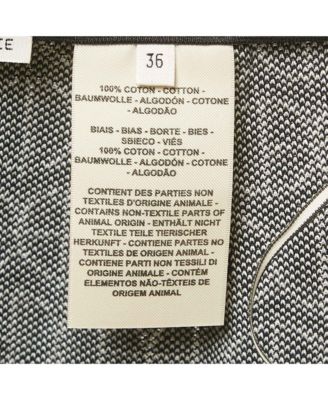 CE
36
100% COTON - COTTON -
BAUMWOLLE - ALGODÓN - COTONE
- ALGODÃO
BIAIS - BIAS - BORTE - BIES -
SBIECO - VIÉS
100% COTON - COTTON -
BAUMWOLLE - ALGODÓN - COTONE
- ALGODÃO
CONTIENT DES PARTIES NON
TEXTILES D'ORIGINE ANIMALE -
CONTAINS NON-TEXTILE PARTS OF
ANIMAL ORIGIN - ENTHÄLT NICHT
TEXTILE TEILE TIERISCHER
HERKUNFT - CONTIENE PARTES NO
TEXTILES DE ORIGEN ANIMAL -
CONTIENE PARTI NON TESSILI DI
ORIGINE ANIMALE - CONTÉM
ELEMENTOS NÃO-TÊXTEIS DE
ORIGEM ANIMAL